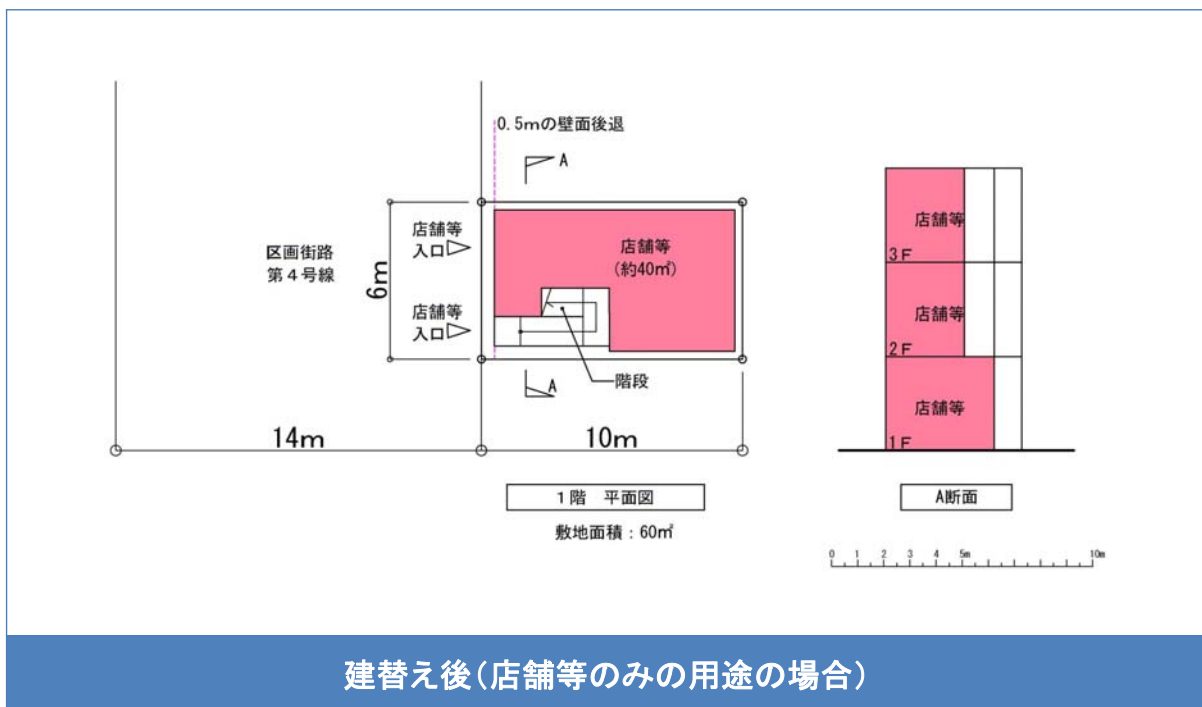 0.5mの壁面後退
A
店舗等
入口
区画街路
第4号線
6m
店舗等
(約40㎡)
店舗等
入口
階段
A
14m
10m
1階 平面図
敷地面積：60㎡
店舗等
3F
店舗等
2F
店舗等
1F
A断面
0 1 2 3 4 5m 10m
建替え後(店舗等のみの用途の場合)